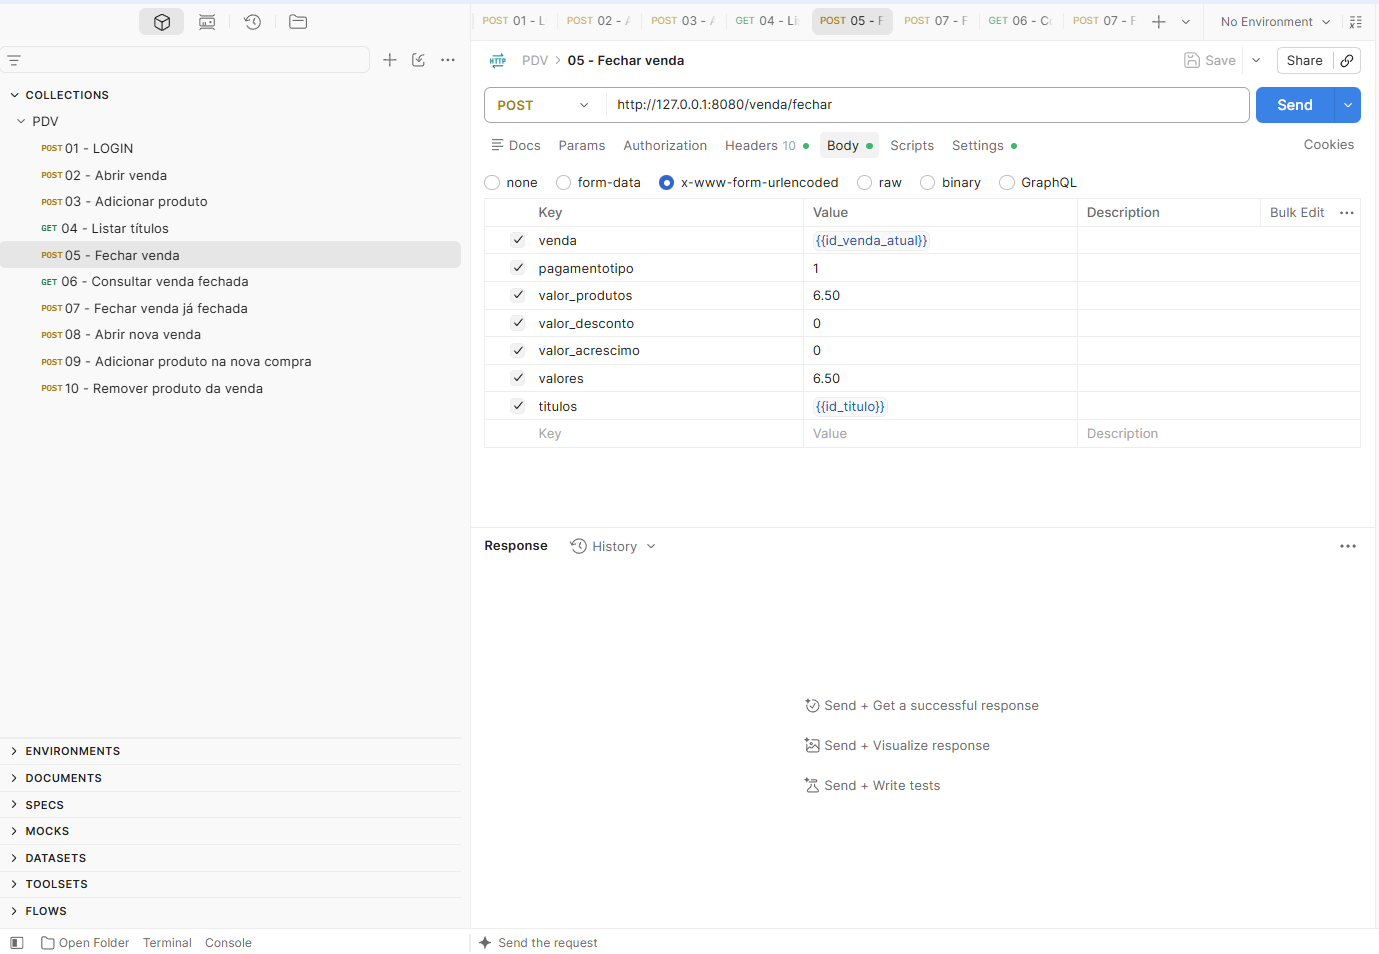 POST 01 - L
POST 02 - A
POST 03 - A
GET 04 - Lis
POST 05 - F
POST 07 - F
GET 06 - Co
POST 07 - F
No Environment
HTTP PDV > 05 - Fechar venda
Save
Share
POST
http://127.0.0.1:8080/venda/fechar
Send
Docs Params Authorization Headers 10 Body Scripts Settings
Cookies
none form-data x-www-form-urlencoded raw binary GraphQL
Key Value Description Bulk Edit
venda {{id_venda_atual}}
pagamentotipo 1
valor_produtos 6.50
valor_desconto 0
valor_acrescimo 0
valores 6.50
titulos {{id_titulo}}
Key Value Description
Response History
Send + Get a successful response
Send + Visualize response
Send + Write tests
COLLECTIONS
PDV
POST 01 - LOGIN
POST 02 - Abrir venda
POST 03 - Adicionar produto
GET 04 - Listar títulos
POST 05 - Fechar venda
GET 06 - Consultar venda fechada
POST 07 - Fechar venda já fechada
POST 08 - Abrir nova venda
POST 09 - Adicionar produto na nova compra
POST 10 - Remover produto da venda
ENVIRONMENTS
DOCUMENTS
SPECS
MOCKS
DATASETS
TOOLSETS
FLOWS
Open Folder Terminal Console
Send the request